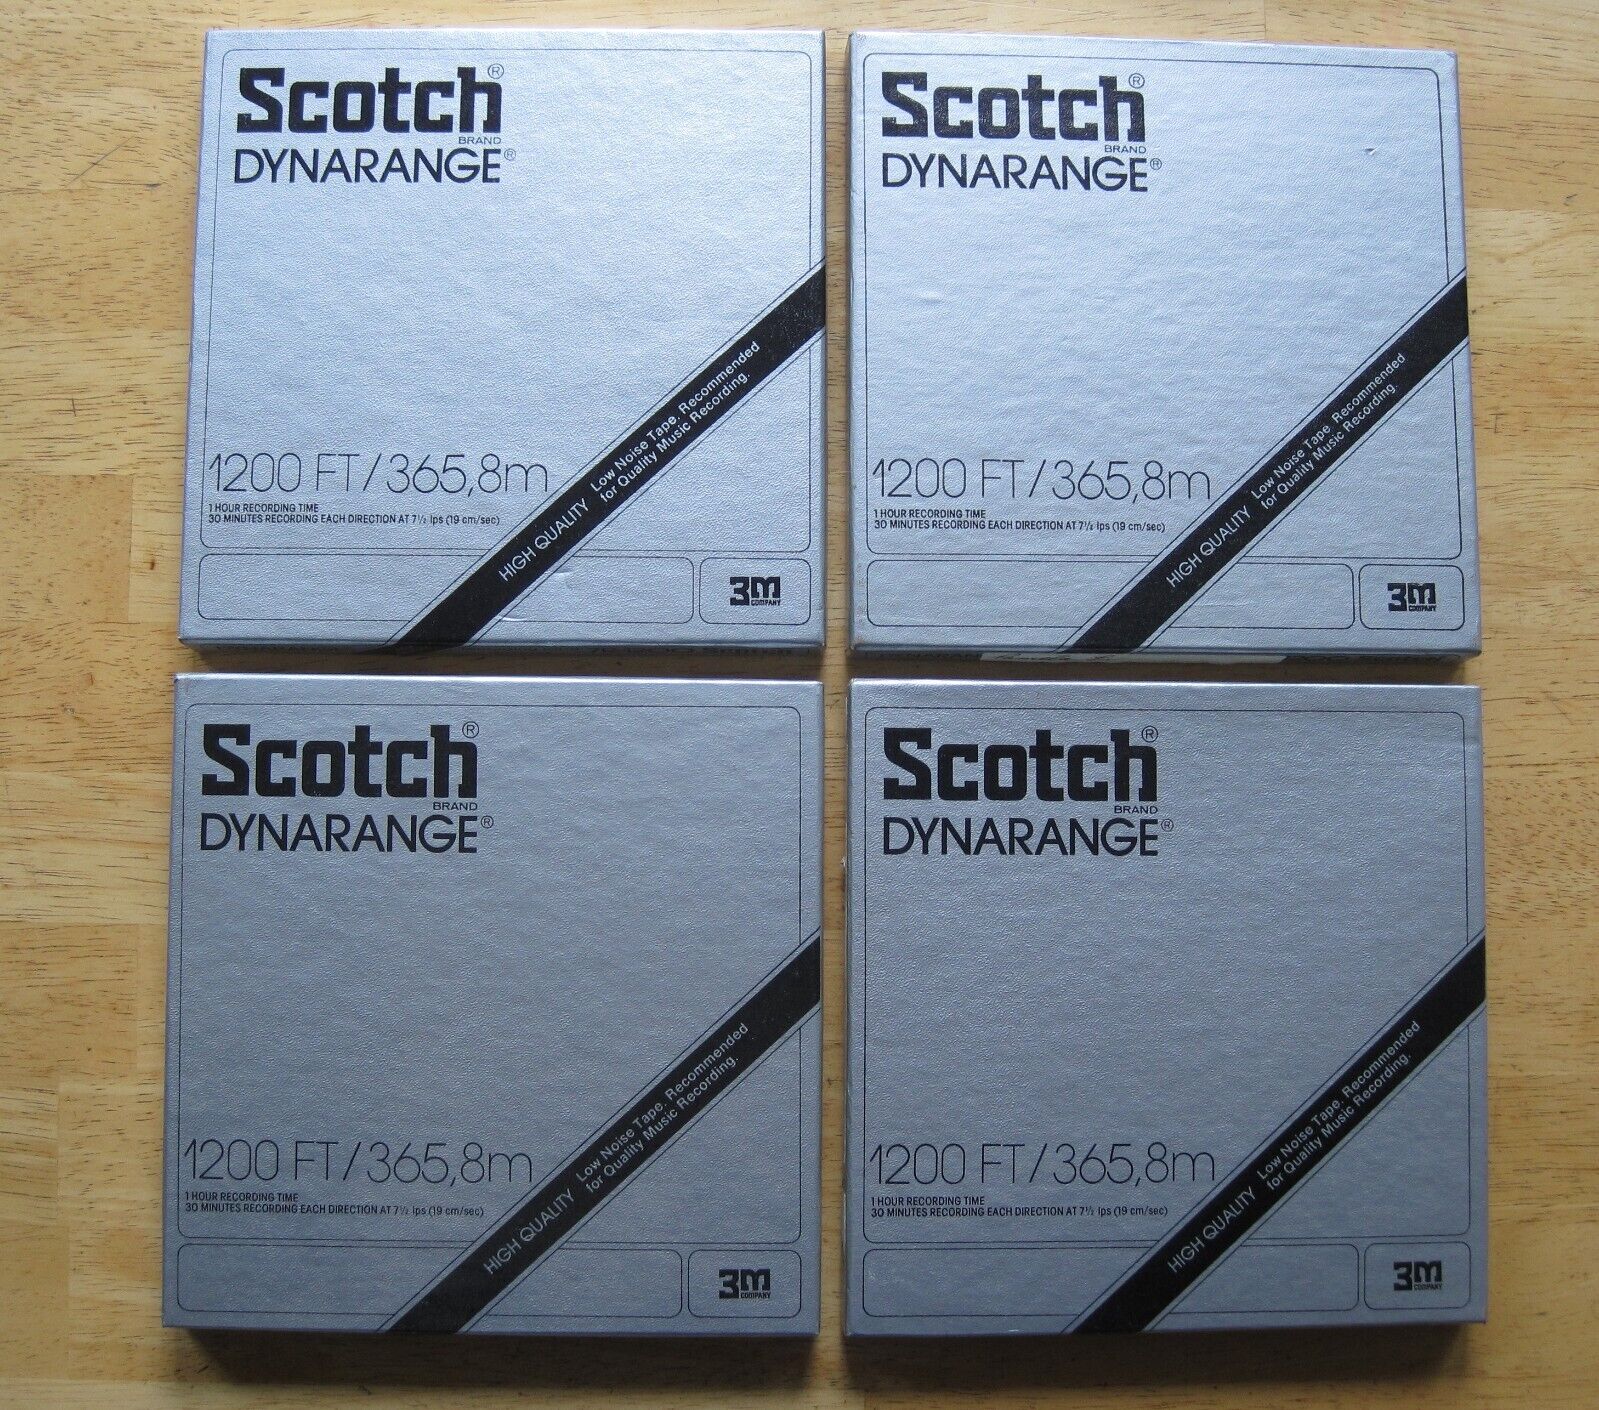 Scotch®
BRAND
DYNARANGE®
1200 FT/365,8m
1 HOUR RECORDING TIME
30 MINUTES RECORDING EACH DIRECTION AT 7½ ips (19 cm/sec)
HIGH QUALITY Low Noise Tape. Recommended
for Quality Music Recording.
3M
COMPANY
Scotch®
BRAND
DYNARANGE®
1200 FT/365,8m
1 HOUR RECORDING TIME
30 MINUTES RECORDING EACH DIRECTION AT 7½ ips (19 cm/sec)
HIGH QUALITY Low Noise Tape. Recommended
for Quality Music Recording.
3M
COMPANY
Scotch®
BRAND
DYNARANGE®
1200 FT/365,8m
1 HOUR RECORDING TIME
30 MINUTES RECORDING EACH DIRECTION AT 7½ ips (19 cm/sec)
HIGH QUALITY Low Noise Tape. Recommended
for Quality Music Recording.
3M
COMPANY
Scotch®
BRAND
DYNARANGE®
1200 FT/365,8m
1 HOUR RECORDING TIME
30 MINUTES RECORDING EACH DIRECTION AT 7½ ips (19 cm/sec)
HIGH QUALITY Low Noise Tape. Recommended
for Quality Music Recording.
3M
COMPANY